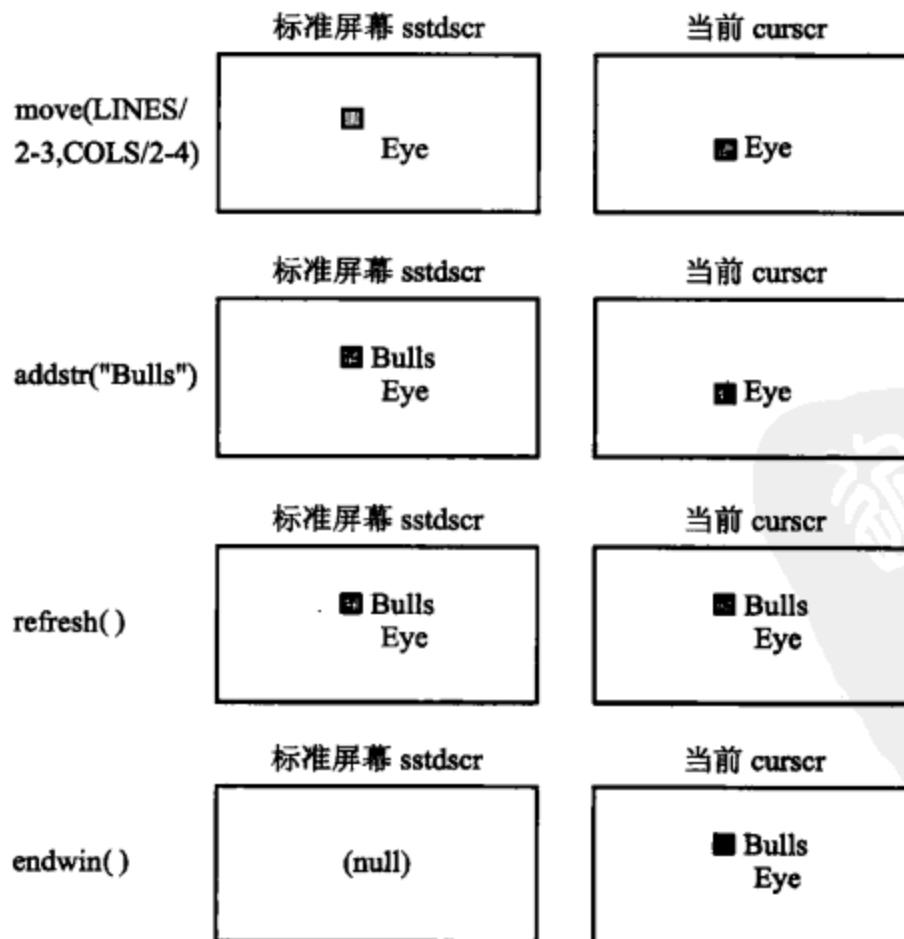 标准屏幕 sstdscr 当前 curscr
move(LINES/
2-3,COLS/2-4)
Eye
Eye
标准屏幕 sstdscr 当前 curscr
addstr("Bulls")
Bulls
Eye
Eye
标准屏幕 sstdscr 当前 curscr
refresh( )
Bulls
Eye
Bulls
Eye
标准屏幕 sstdscr 当前 curscr
endwin( )
(null)
Bulls
Eye